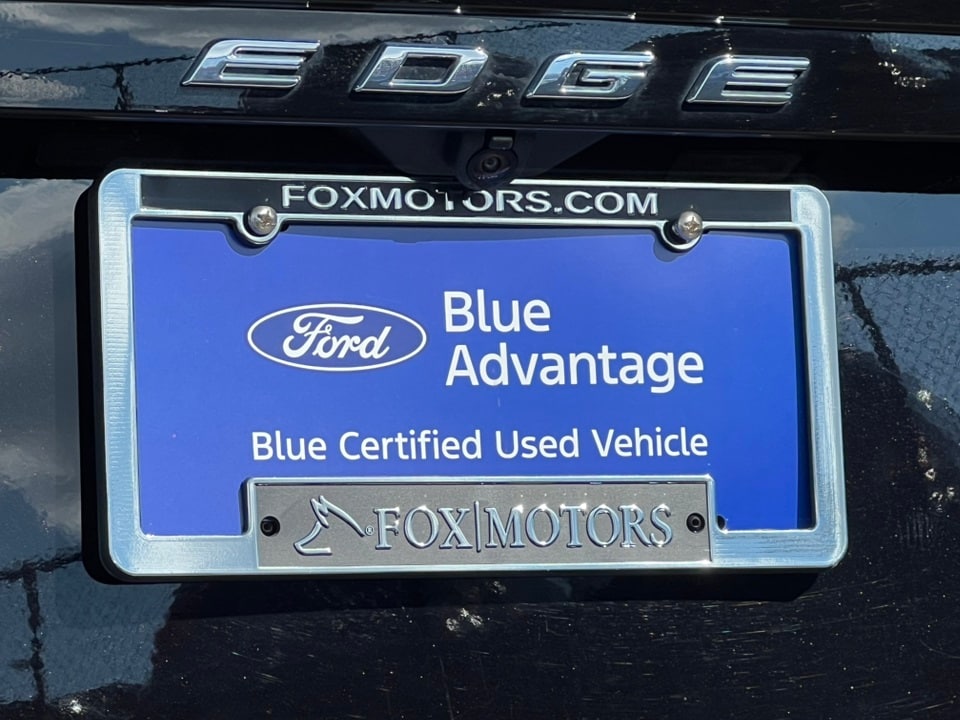 EDGE
FOXMOTORS.COM
Ford
Blue
Advantage
Blue Certified Used Vehicle
® FOX|MOTORS